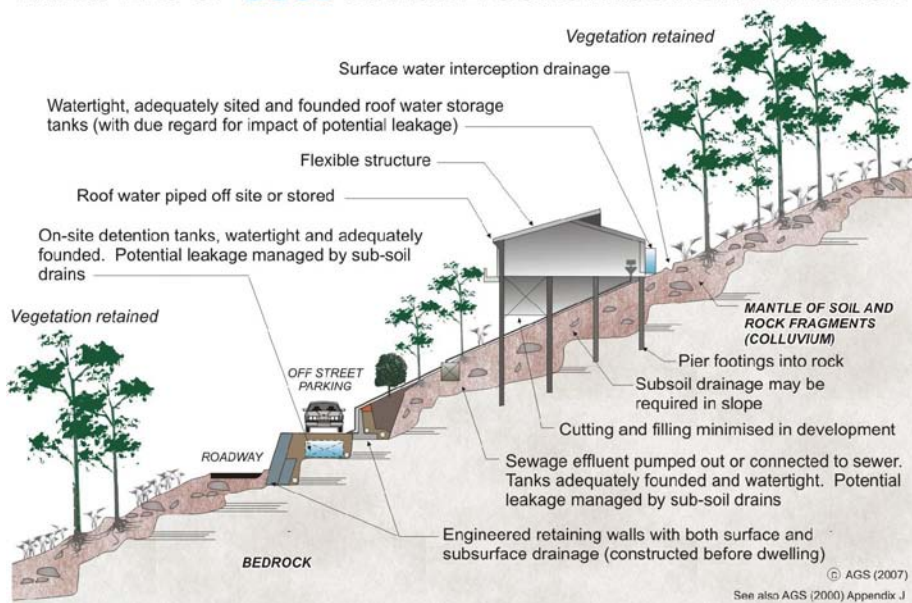 Vegetation retained
Surface water interception drainage
Watertight, adequately sited and founded roof water storage
tanks (with due regard for impact of potential leakage)
Flexible structure
Roof water piped off site or stored
On-site detention tanks, watertight and adequately
founded. Potential leakage managed by sub-soil
drains
Vegetation retained
OFF STREET
PARKING
ROADWAY
MANTLE OF SOIL AND
ROCK FRAGMENTS
(COLLUVIUM)
Pier footings into rock
Subsoil drainage may be
required in slope
Cutting and filling minimised in development
Sewage effluent pumped out or connected to sewer.
Tanks adequately founded and watertight. Potential
leakage managed by sub-soil drains
Engineered retaining walls with both surface and
subsurface drainage (constructed before dwelling)
BEDROCK
© AGS (2007)
See also AGS (2000) Appendix J